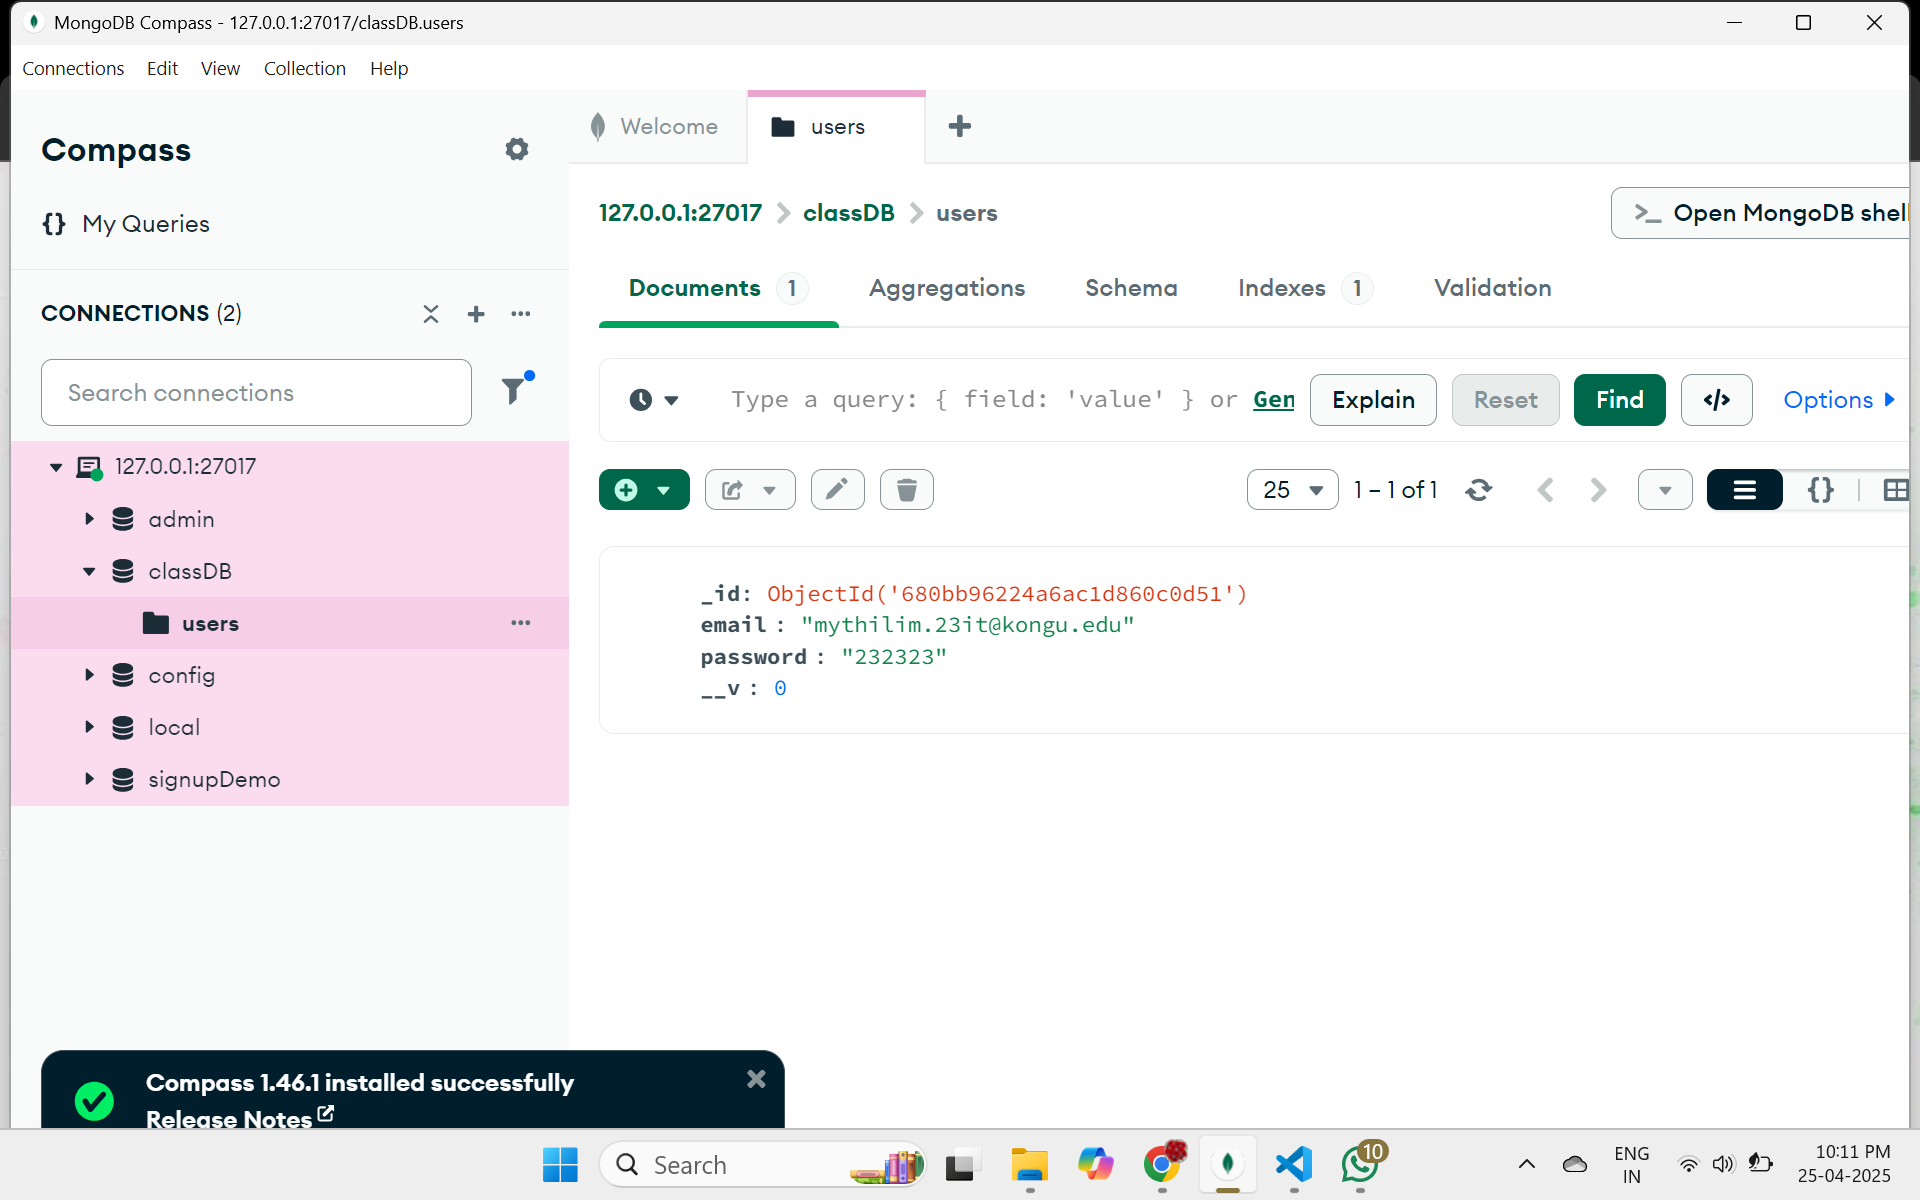 MongoDB Compass - 127.0.0.1:27017/classDB.users
Connections Edit View Collection Help
Compass
{} My Queries
CONNECTIONS (2)
Search connections
127.0.0.1:27017
admin
classDB
users
config
local
signupDemo
Welcome
users
127.0.0.1:27017 > classDB > users
>_ Open MongoDB shell
Documents 1 Aggregations Schema Indexes 1 Validation
Type a query: { field: 'value' } or Gen Explain Reset Find </> Options
25 1 – 1 of 1 {}
_id: ObjectId('680bb96224a6ac1d860c0d51')
email : "mythilim.23it@kongu.edu"
password : "232323"
__v : 0
Compass 1.46.1 installed successfully
Release Notes
Search
10
ENG
IN
10:11 PM
25-04-2025